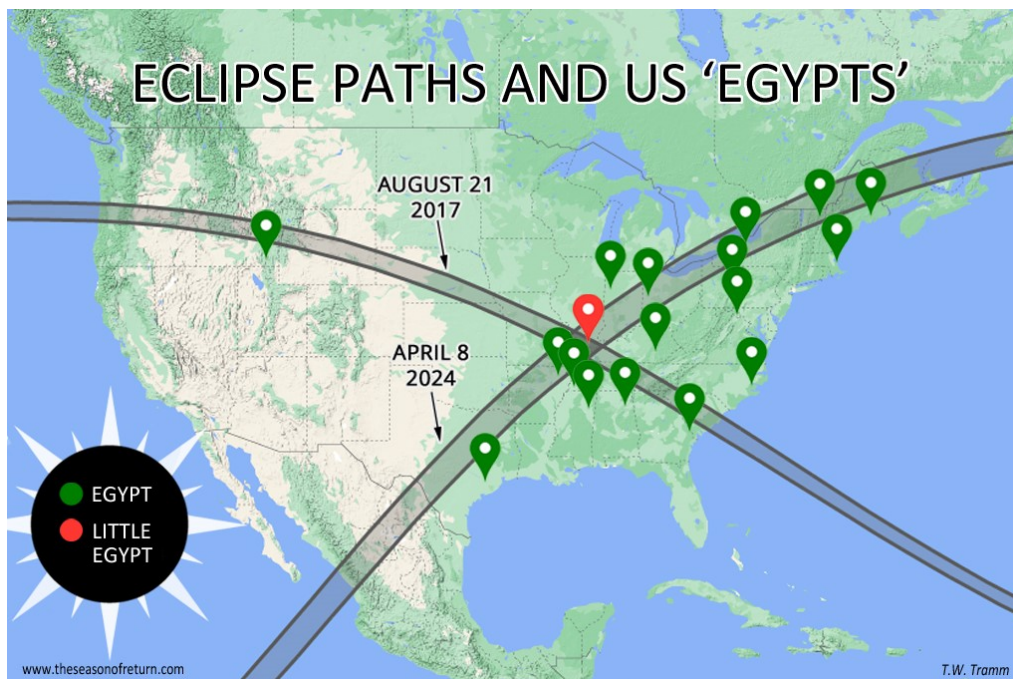 ECLIPSE PATHS AND US ‘EGYPTS’
AUGUST 21
2017
APRIL 8
2024
EGYPT
LITTLE
EGYPT
www.theseasonofreturn.com
T.W. Tramm